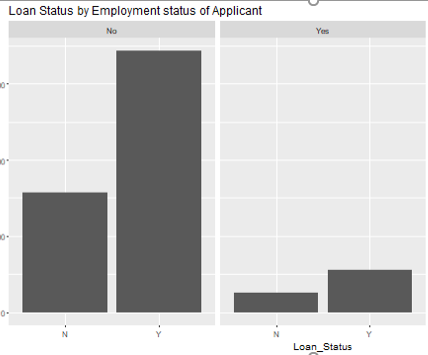 Loan Status by Employment status of Applicant
No Yes
N Y N Y
Loan_Status